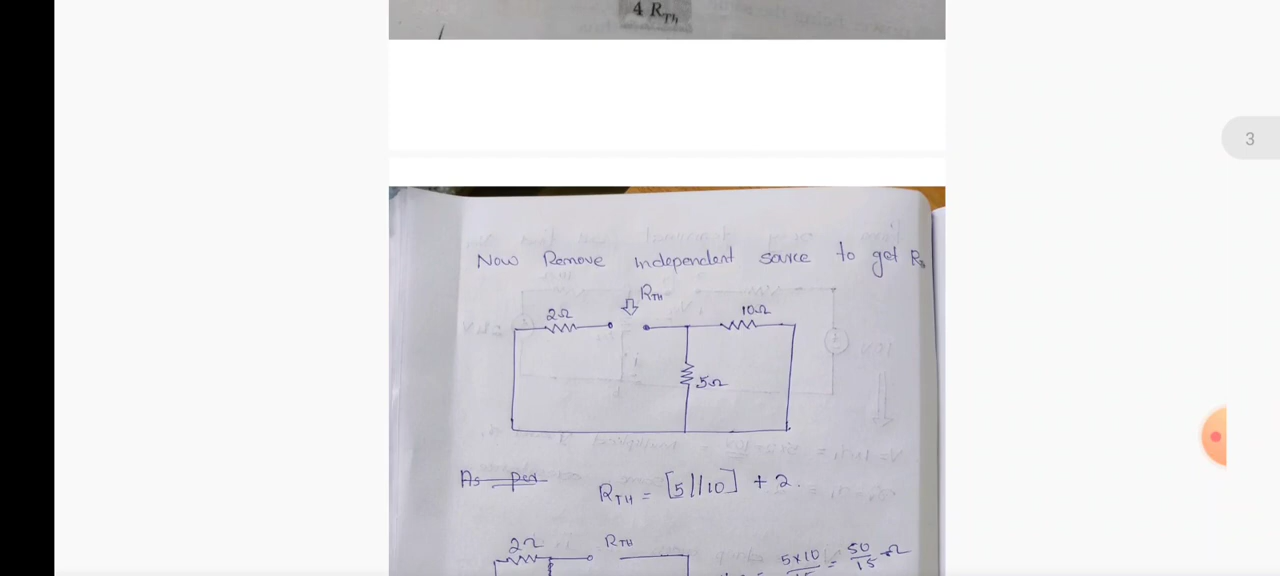 4 R_Th
3
Now Remove independent source to get R
R_TH
2Ω
10Ω
5Ω
As per
R_TH = [5||10] + 2.
2Ω
R_TH
5×10 = 50 Ω
15